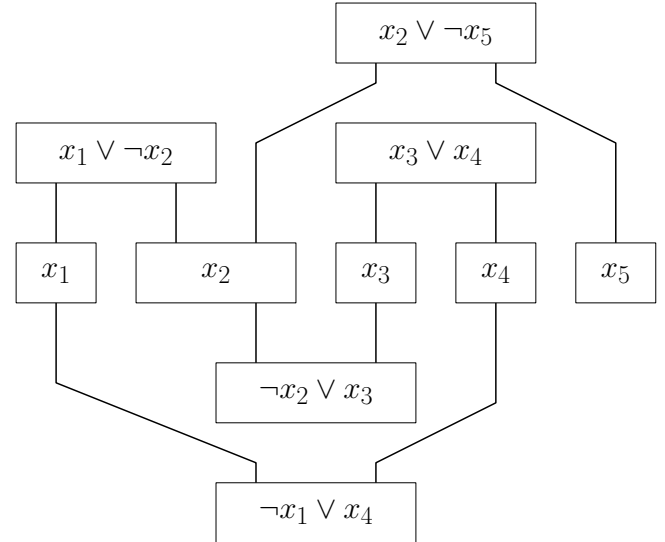 x₂ ∨ ¬x₅
x₁ ∨ ¬x₂
x₃ ∨ x₄
x₁
x₂
x₃
x₄
x₅
¬x₂ ∨ x₃
¬x₁ ∨ x₄